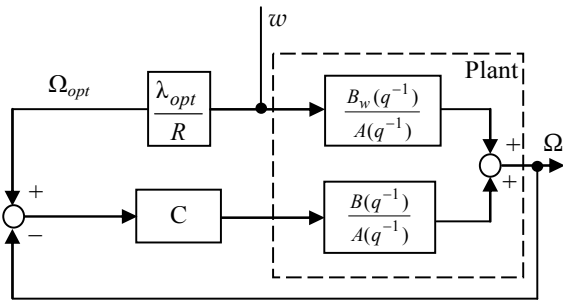 w
Plant
Ω_opt
λ_opt
R
B_w(q⁻¹)
A(q⁻¹)
+
+
Ω
+
−
C
B(q⁻¹)
A(q⁻¹)